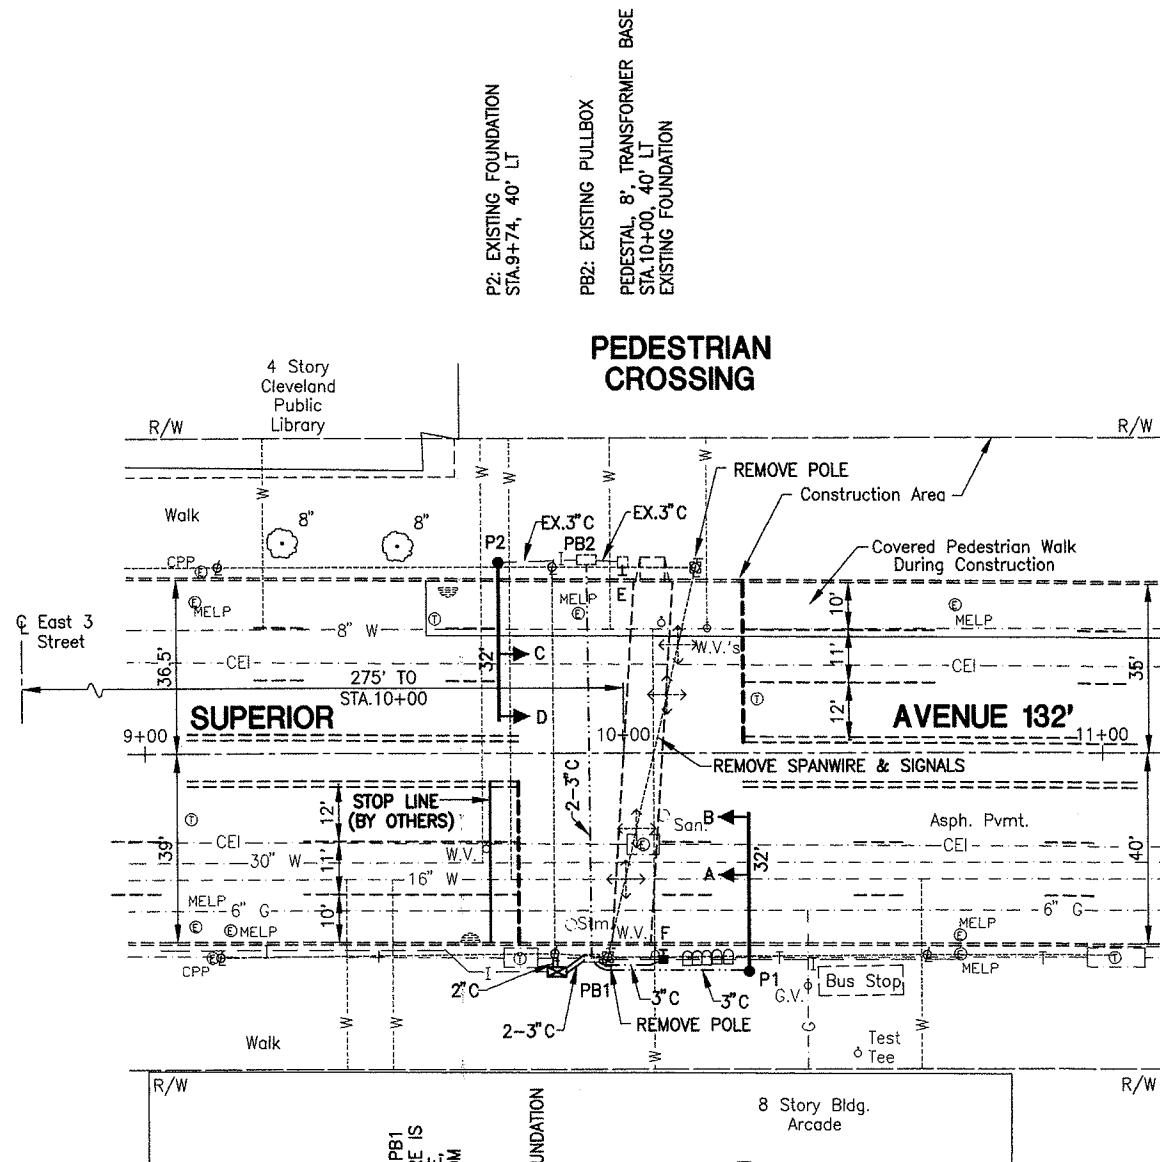 P2: EXISTING FOUNDATION
STA.9+74, 40' LT
PB2: EXISTING PULLBOX
PEDESTAL, 8', TRANSFORMER BASE
STA.10+00, 40' LT
EXISTING FOUNDATION
PEDESTRIAN
CROSSING
4 Story
Cleveland
Public
Library
R/W
R/W
W
W
W
W
W
REMOVE POLE
Construction Area
Walk
8"
8"
EX.3"C
EX.3"C
P2
I
PB2
I
Covered Pedestrian Walk
During Construction
CPP
E
E
MELP
T
MELP
E
E
E
MELP
10'
℄ East 3
Street
8" W
W.V.'s
36.5'
CEI
32'
C
11'
CEI
35'
275' TO
STA.10+00
T
D
12'
SUPERIOR
AVENUE 132'
9+00
10+00
11+00
REMOVE SPANWIRE & SIGNALS
2-3"C
12'
STOP LINE
(BY OTHERS)
T
B
San.
E
Asph. Pvmt.
39'
CEI
W.V.
32'
CEI
40'
30" W
11'
16" W
A
MELP
6" G
10'
6" G
E
E
MELP
Stm.
W.V.
F
MELP
E
CPP
T
I
T
T
T
E
MELP
T
2"C
PB1
3"C
3"C
P1
G.V.
Bus Stop
2-3"C
REMOVE POLE
W
W
G
W
W
Walk
Test
Tee
R/W
R/W
8 Story Bldg.
Arcade
PB1
RE IS
OM
UNDATION